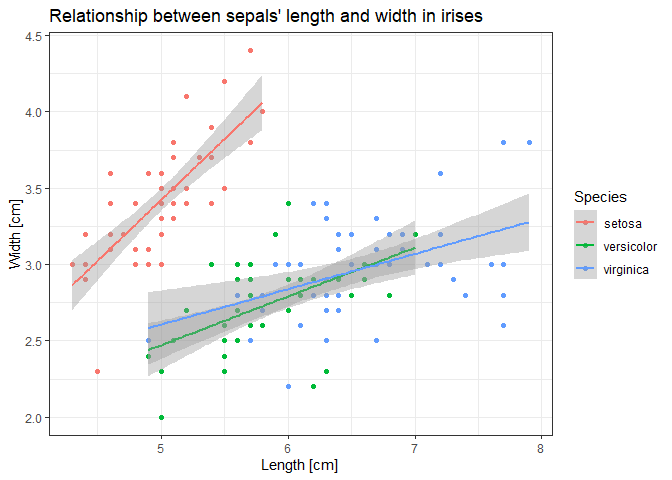 Relationship between sepals' length and width in irises
4.5
4.0
3.5
3.0
2.5
2.0
Width [cm]
5
6
7
8
Length [cm]
Species
setosa
versicolor
virginica